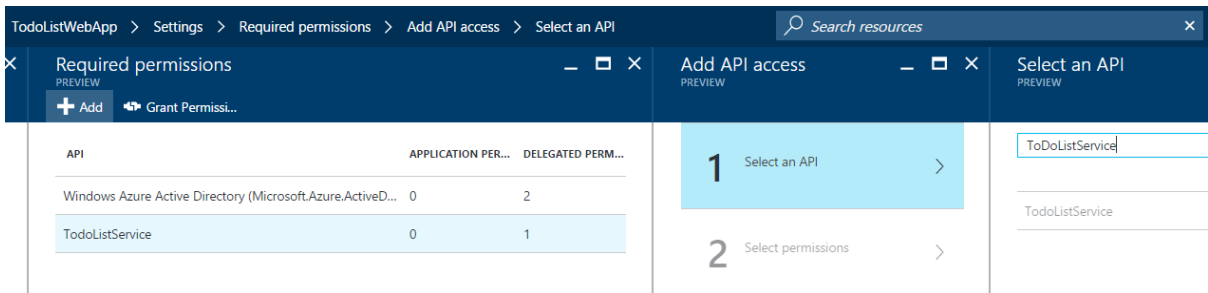 TodoListWebApp > Settings > Required permissions > Add API access > Select an API
Search resources
Required permissions
PREVIEW
Add
Grant Permissi...
API APPLICATION PER... DELEGATED PERM...
Windows Azure Active Directory (Microsoft.Azure.ActiveD... 0 2
TodoListService 0 1
Add API access
PREVIEW
1 Select an API
2 Select permissions
Select an API
PREVIEW
ToDoListService
TodoListService